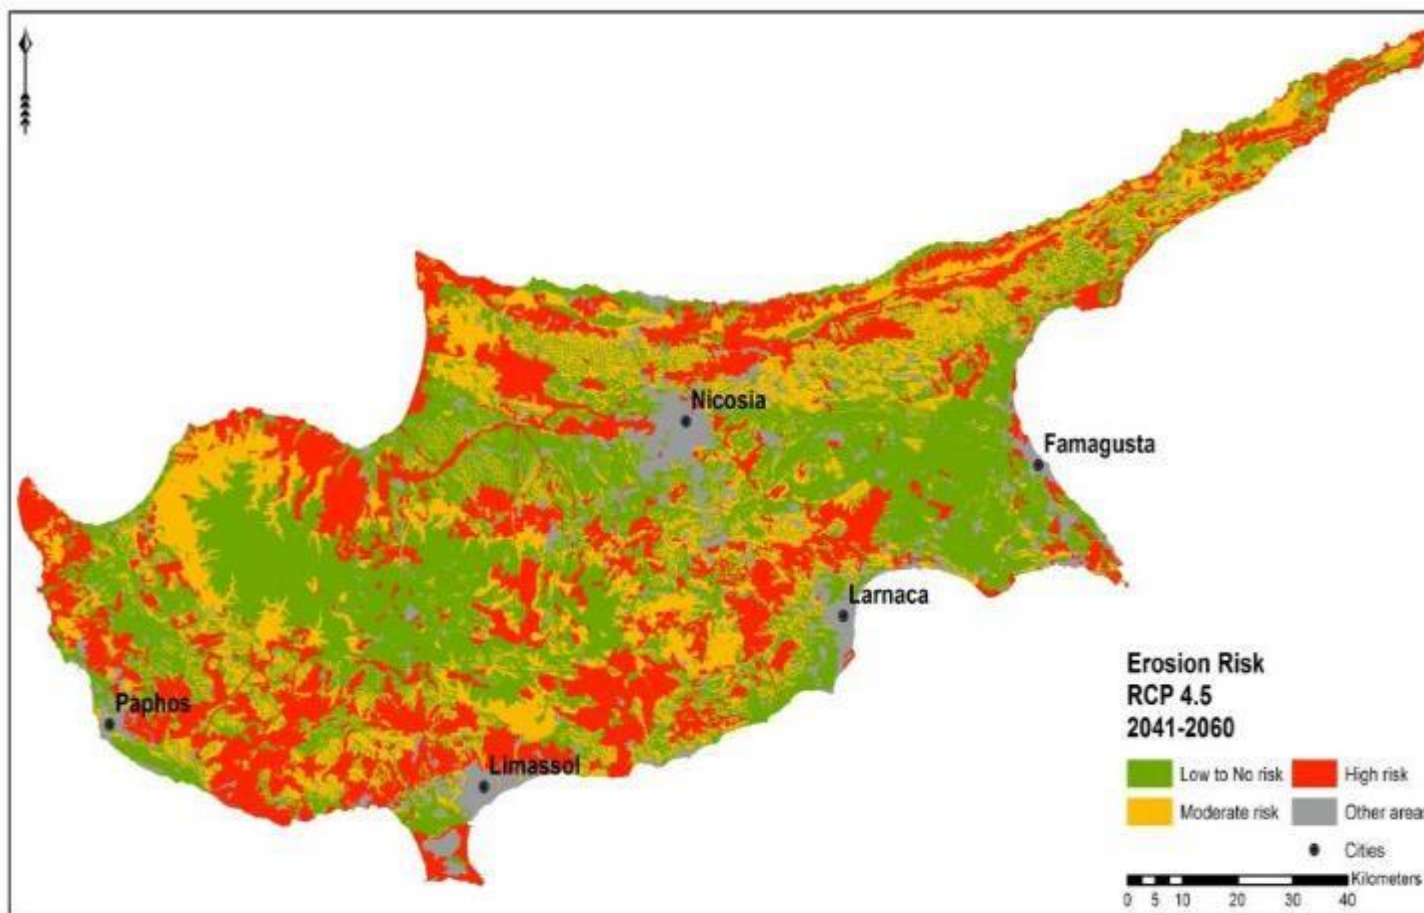 Nicosia
Famagusta
Larnaca
Paphos
Limassol
Erosion Risk
RCP 4.5
2041-2060
Low to No risk
High risk
Moderate risk
Other area
Cities
Kilometers
0 5 10 20 30 40